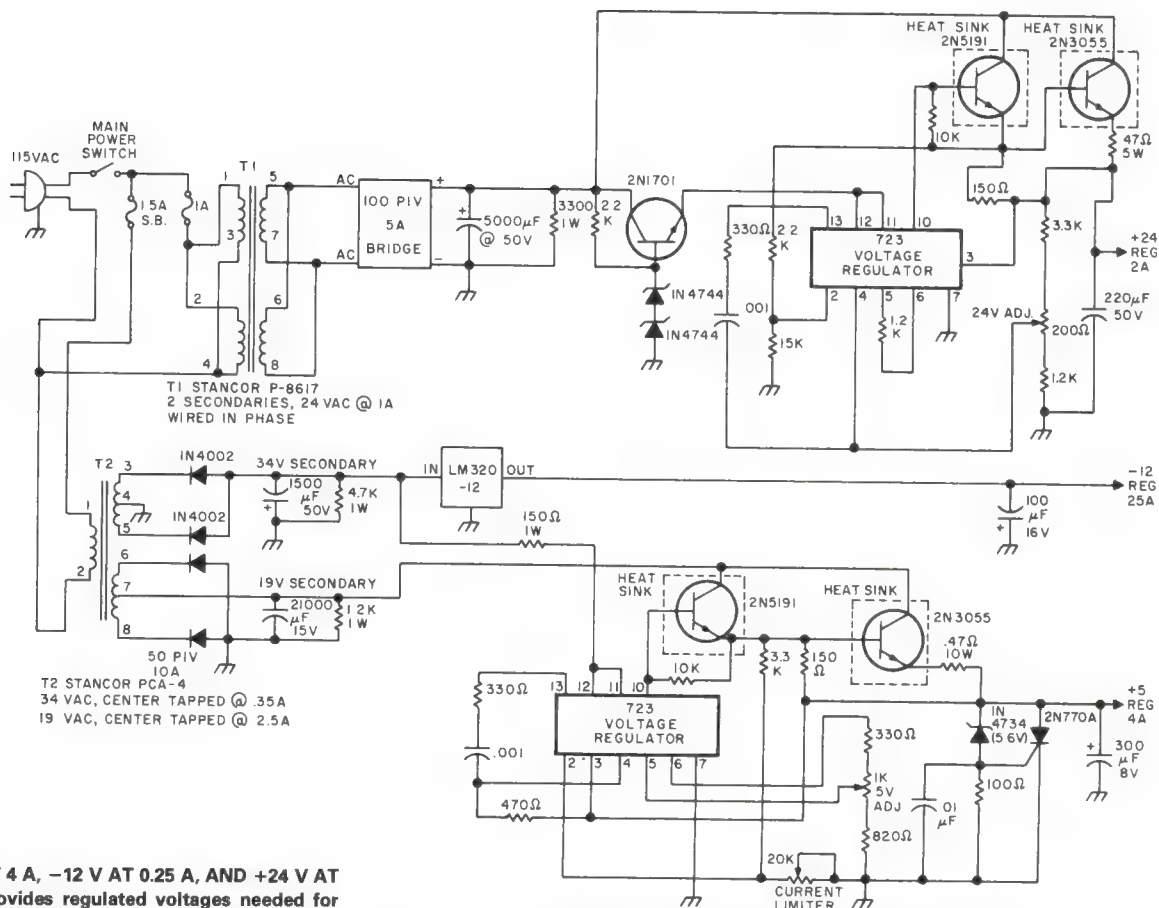 HEAT SINK
2N5191
HEAT SINK
2N3055
MAIN
POWER
SWITCH
115VAC
T1
1
5
AC
100 PIV
5A
BRIDGE
+
−
AC
1.5A
S.B.
1A
3
7
2
6
4
8
5000µF
@ 50V
3300
1W
2.2
K
2N1701
IN4744
IN4744
10K
47Ω
5W
150Ω
330Ω
2.2
K
13
12
11
10
723
VOLTAGE
REGULATOR
3
2
4
5
6
7
.001
15K
1.2
K
3.3K
24V ADJ.
200Ω
1.2K
+24
REG
2A
220µF
50V
T1 STANCOR P-8617
2 SECONDARIES, 24 VAC @ 1A
WIRED IN PHASE
T2
1
2
3
4
5
6
7
8
IN4002
IN4002
34V SECONDARY
1500
µF
50V
+
4.7K
1W
IN
LM320
-12
OUT
−12
REG
25A
100
µF
16V
+
150Ω
1W
19V SECONDARY
21000
µF
15V
1.2K
1W
50 PIV
10A
T2 STANCOR PCA-4
34 VAC, CENTER TAPPED @ .35A
19 VAC, CENTER TAPPED @ 2.5A
HEAT
SINK
2N5191
HEAT SINK
2N3055
.47Ω
10W
10K
3.3
K
150
Ω
330Ω
13
12
11
10
723
VOLTAGE
REGULATOR
2
3
4
5
6
7
.001
470Ω
330Ω
1K
5V
ADJ
820Ω
20K
CURRENT
LIMITER
IN
4734
(5.6V)
2N770A
100Ω
01
µF
+5
REG
4A
+
300
µF
8V
4 A, −12 V AT 0.25 A, AND +24 V AT
ovides regulated voltages needed for